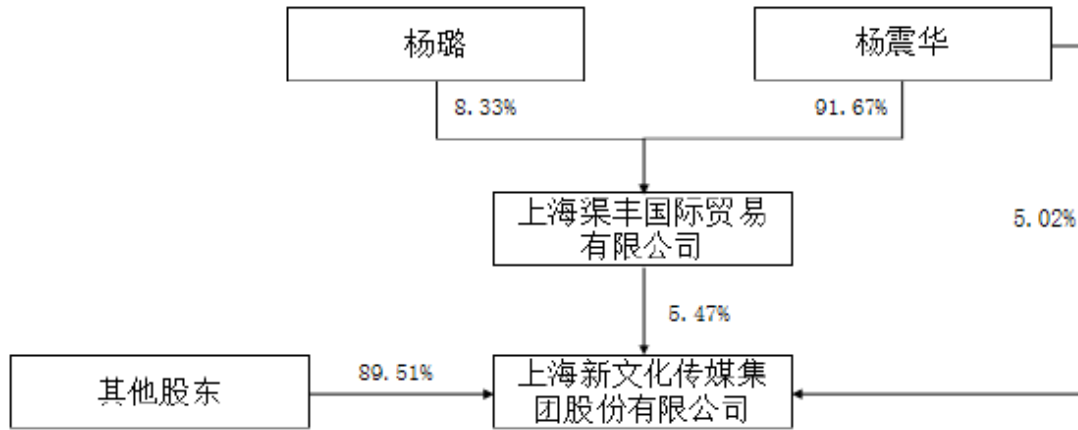 杨璐
杨震华
8.33%
91.67%
上海渠丰国际贸易
有限公司
5.02%
5.47%
其他股东
89.51%
上海新文化传媒集
团股份有限公司